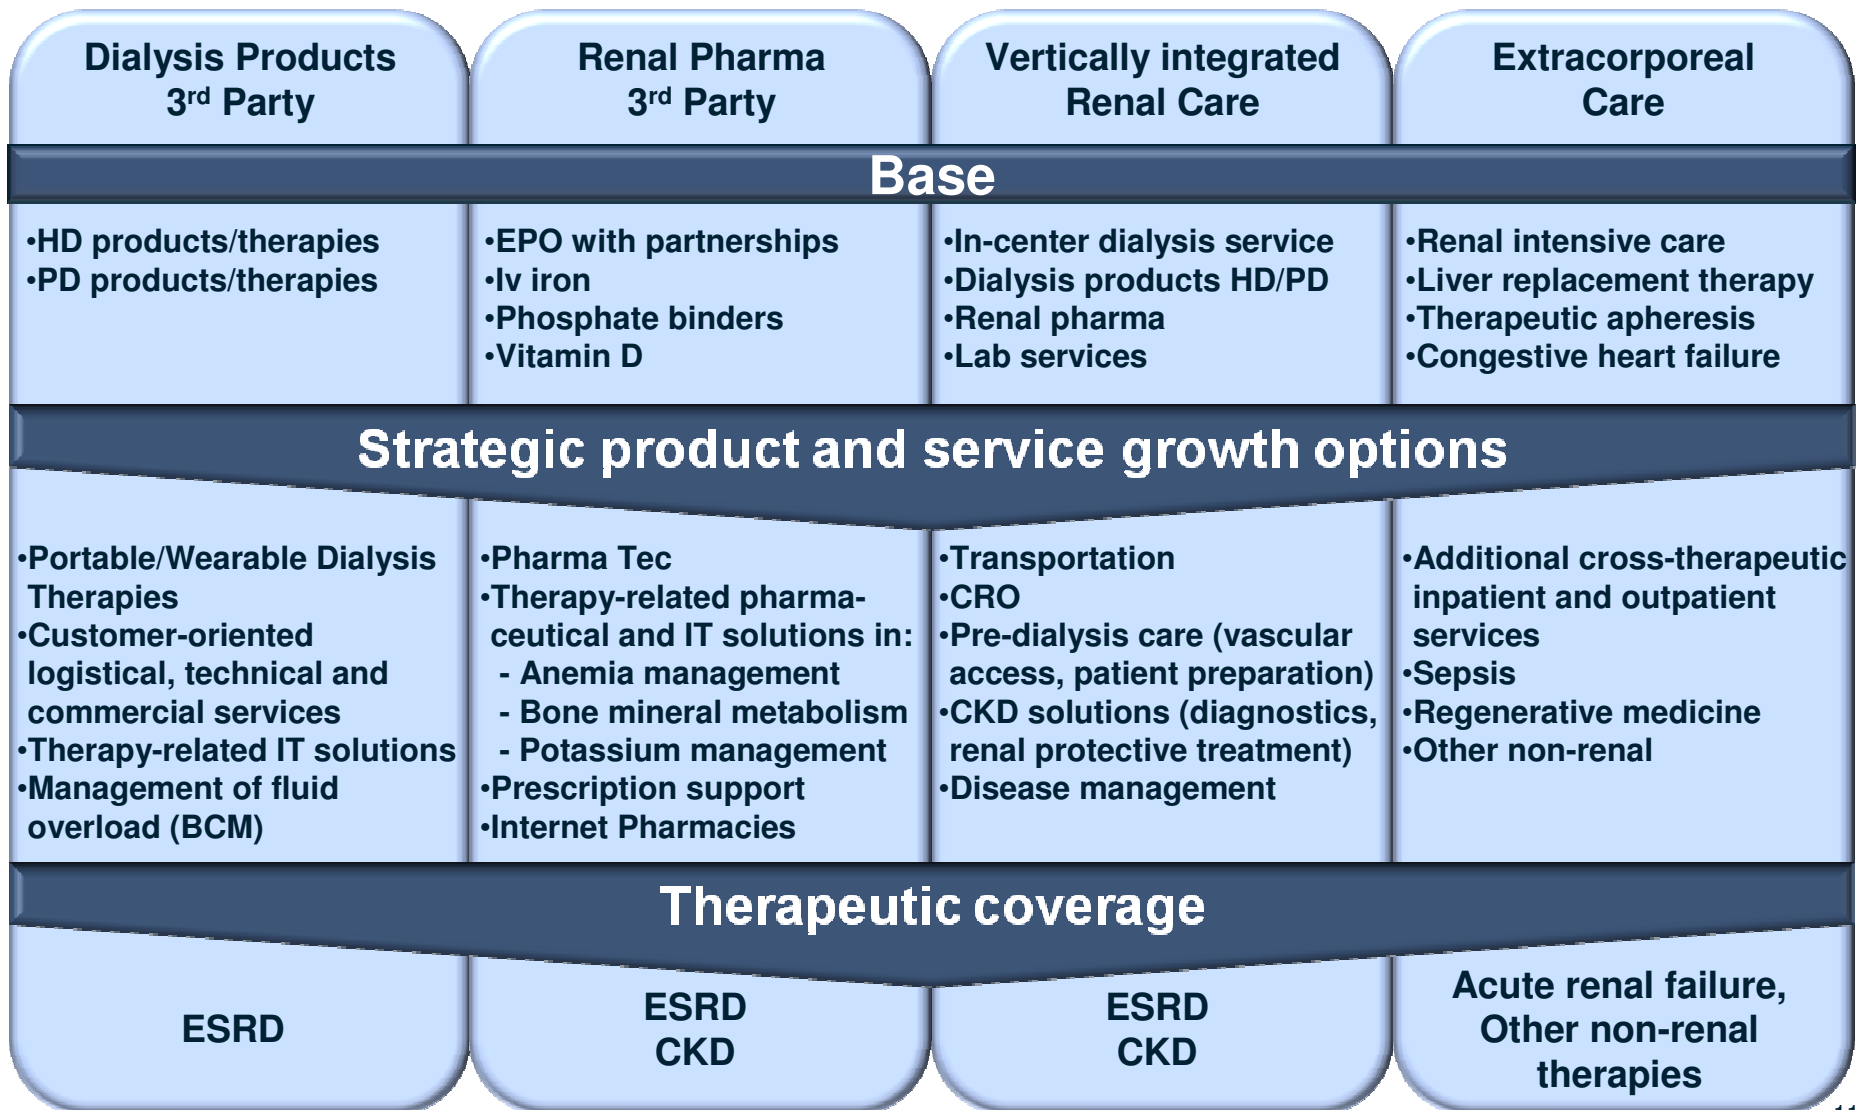 Dialysis Products
3rd Party
Renal Pharma
3rd Party
Vertically integrated
Renal Care
Extracorporeal
Care
Base
•HD products/therapies
•PD products/therapies
•EPO with partnerships
•Iv iron
•Phosphate binders
•Vitamin D
•In-center dialysis service
•Dialysis products HD/PD
•Renal pharma
•Lab services
•Renal intensive care
•Liver replacement therapy
•Therapeutic apheresis
•Congestive heart failure
Strategic product and service growth options
•Portable/Wearable Dialysis
Therapies
•Customer-oriented
logistical, technical and
commercial services
•Therapy-related IT solutions
•Management of fluid
overload (BCM)
•Pharma Tec
•Therapy-related pharma-
ceutical and IT solutions in:
- Anemia management
- Bone mineral metabolism
- Potassium management
•Prescription support
•Internet Pharmacies
•Transportation
•CRO
•Pre-dialysis care (vascular
access, patient preparation)
•CKD solutions (diagnostics,
renal protective treatment)
•Disease management
•Additional cross-therapeutic
inpatient and outpatient
services
•Sepsis
•Regenerative medicine
•Other non-renal
Therapeutic coverage
ESRD
ESRD
CKD
ESRD
CKD
Acute renal failure,
Other non-renal
therapies